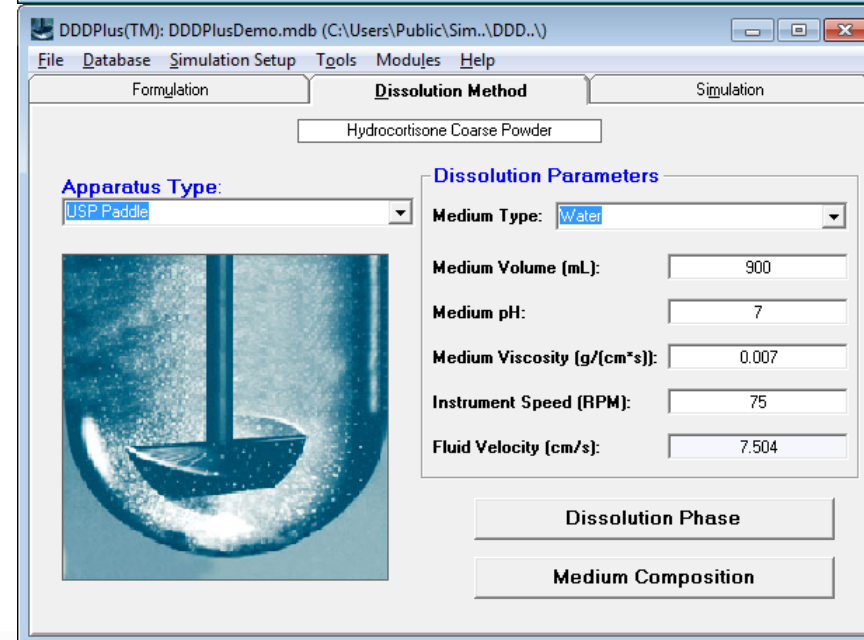 DDDPlus(TM): DDDPlusDemo.mdb (C:\Users\Public\Sim..\DDD..\)
File Database Simulation Setup Tools Modules Help
Formulation Dissolution Method Simulation
Hydrocortisone Coarse Powder
Apparatus Type:
USP Paddle
Dissolution Parameters
Medium Type: Water
Medium Volume (mL): 900
Medium pH: 7
Medium Viscosity (g/(cm*s)): 0.007
Instrument Speed (RPM): 75
Fluid Velocity (cm/s): 7.504
Dissolution Phase
Medium Composition